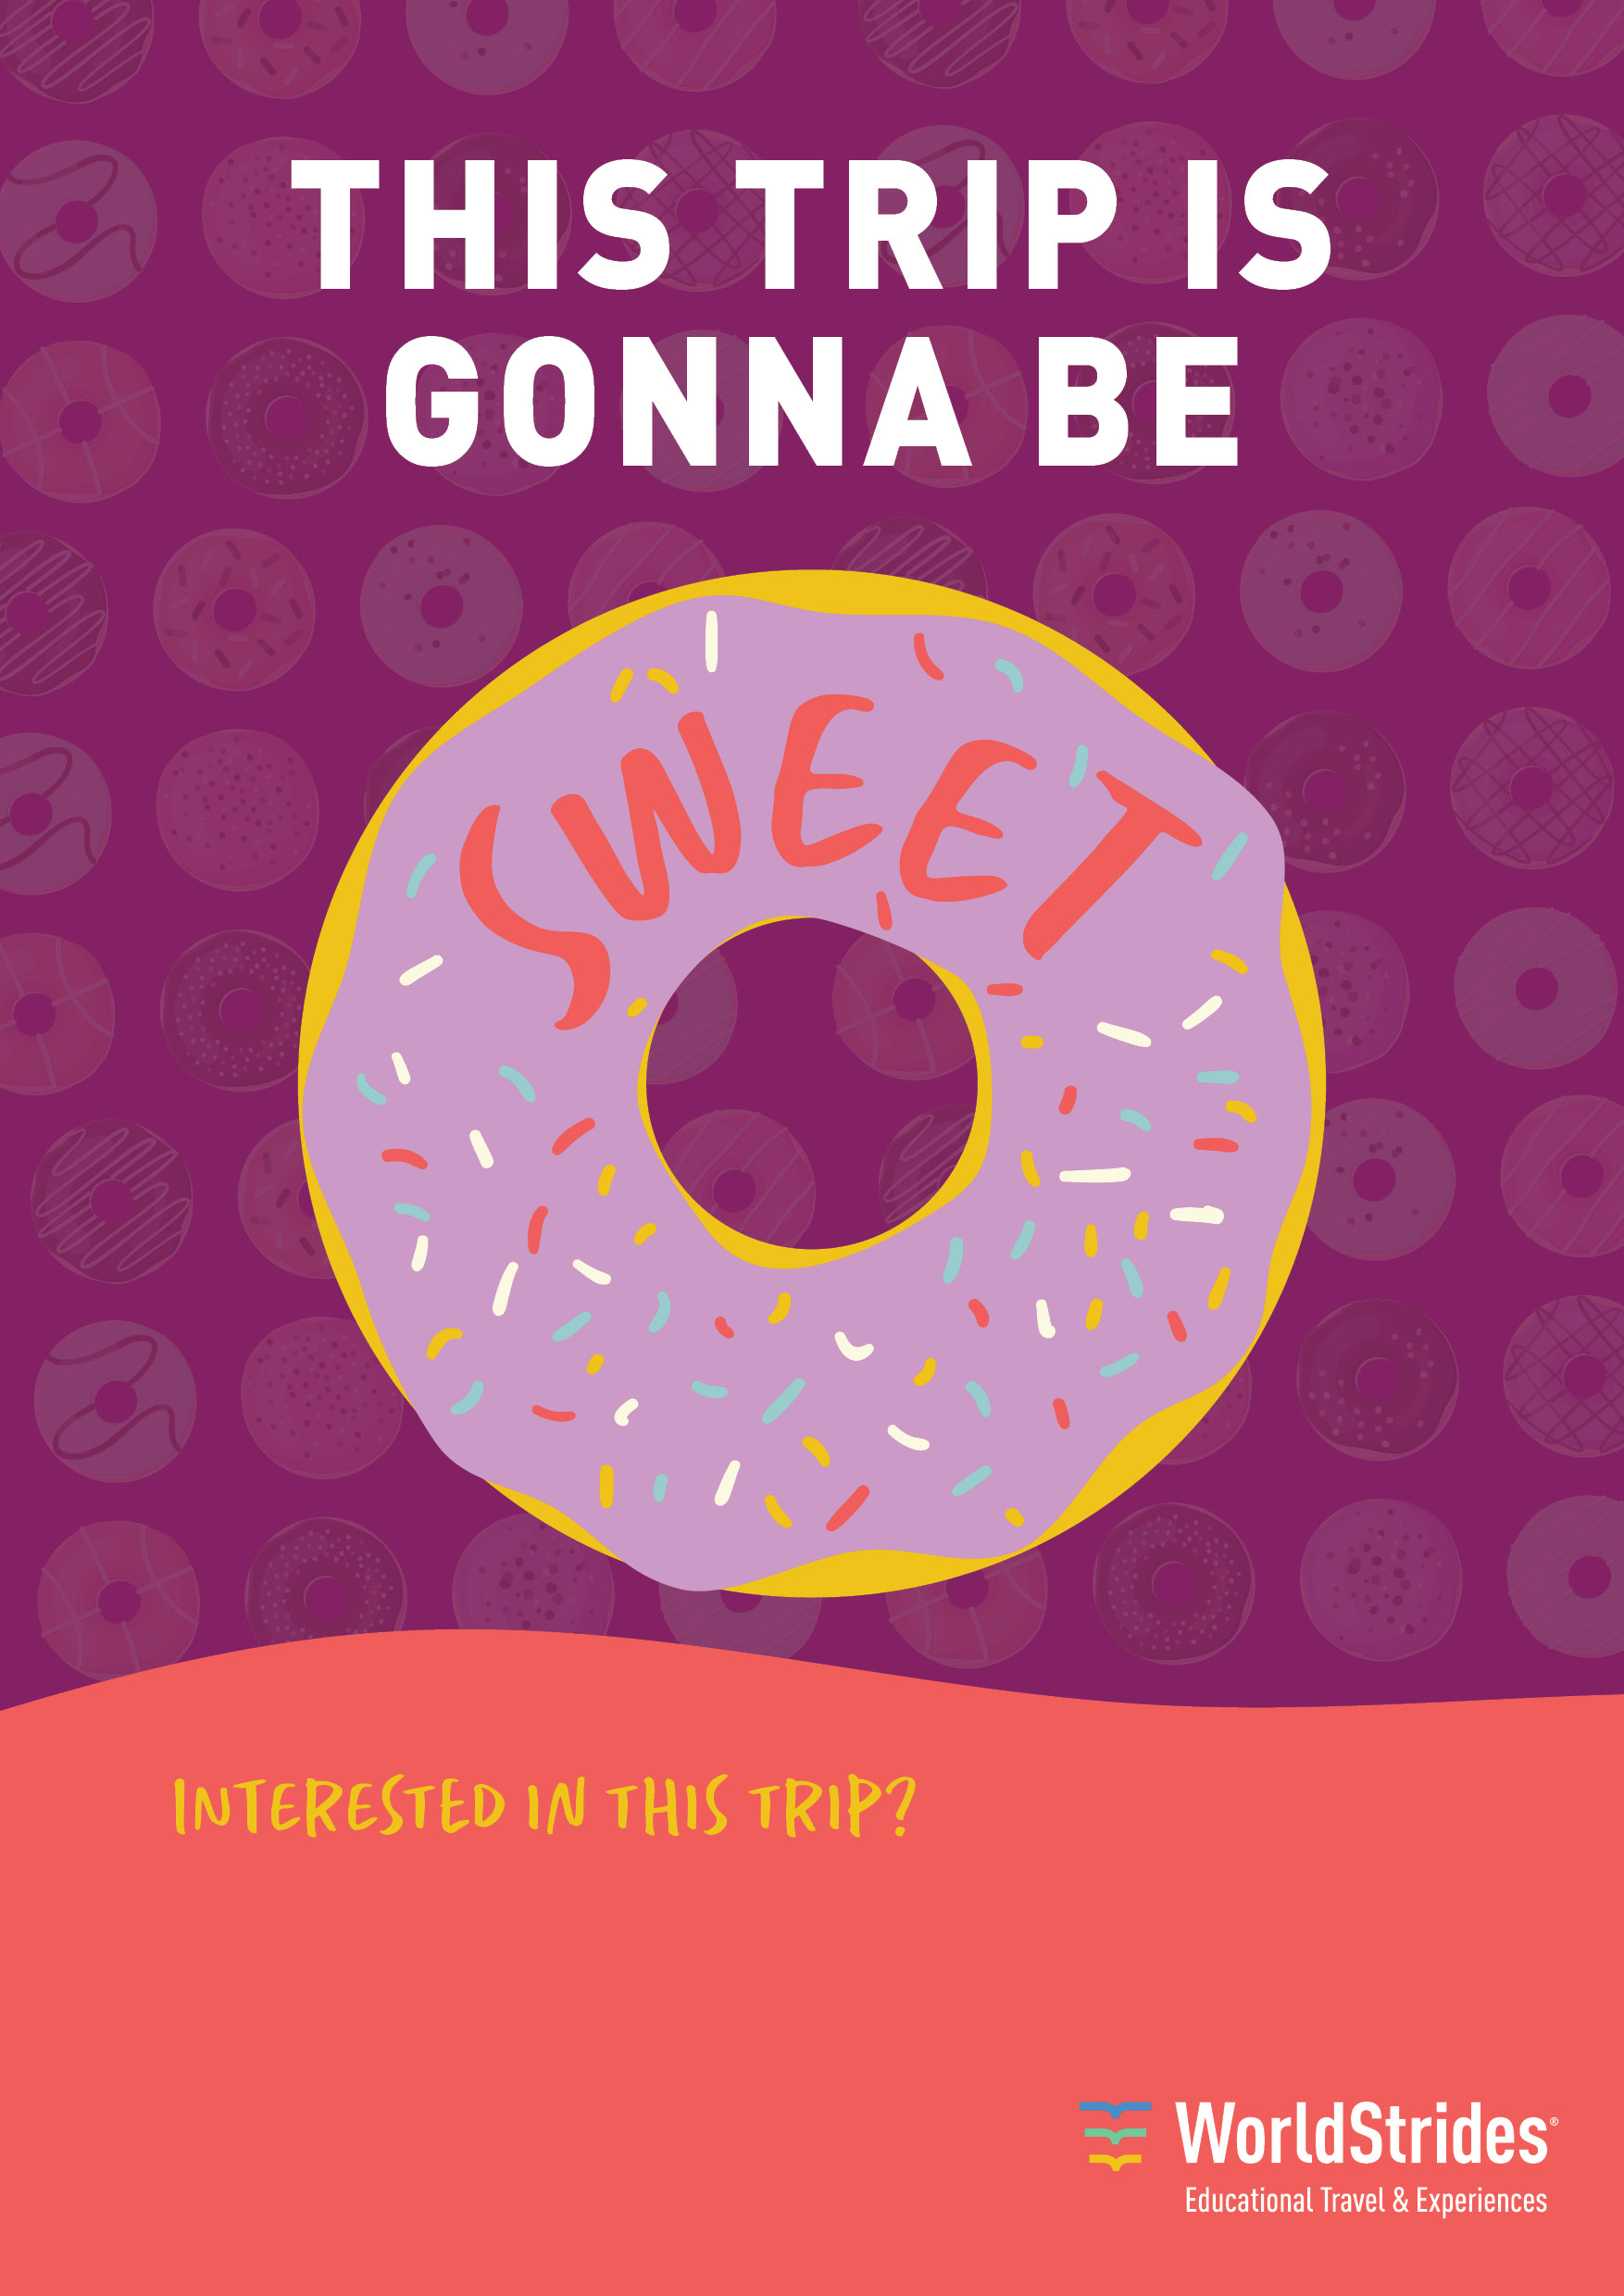 THIS TRIP IS
GONNA BE
SWEET
INTERESTED IN THIS TRIP?
WorldStrides®
Educational Travel & Experiences